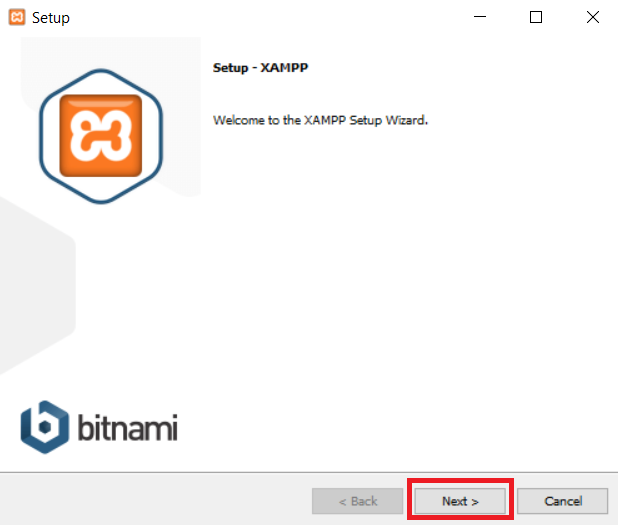 Setup
Setup - XAMPP
Welcome to the XAMPP Setup Wizard.
bitnami
< Back
Next >
Cancel